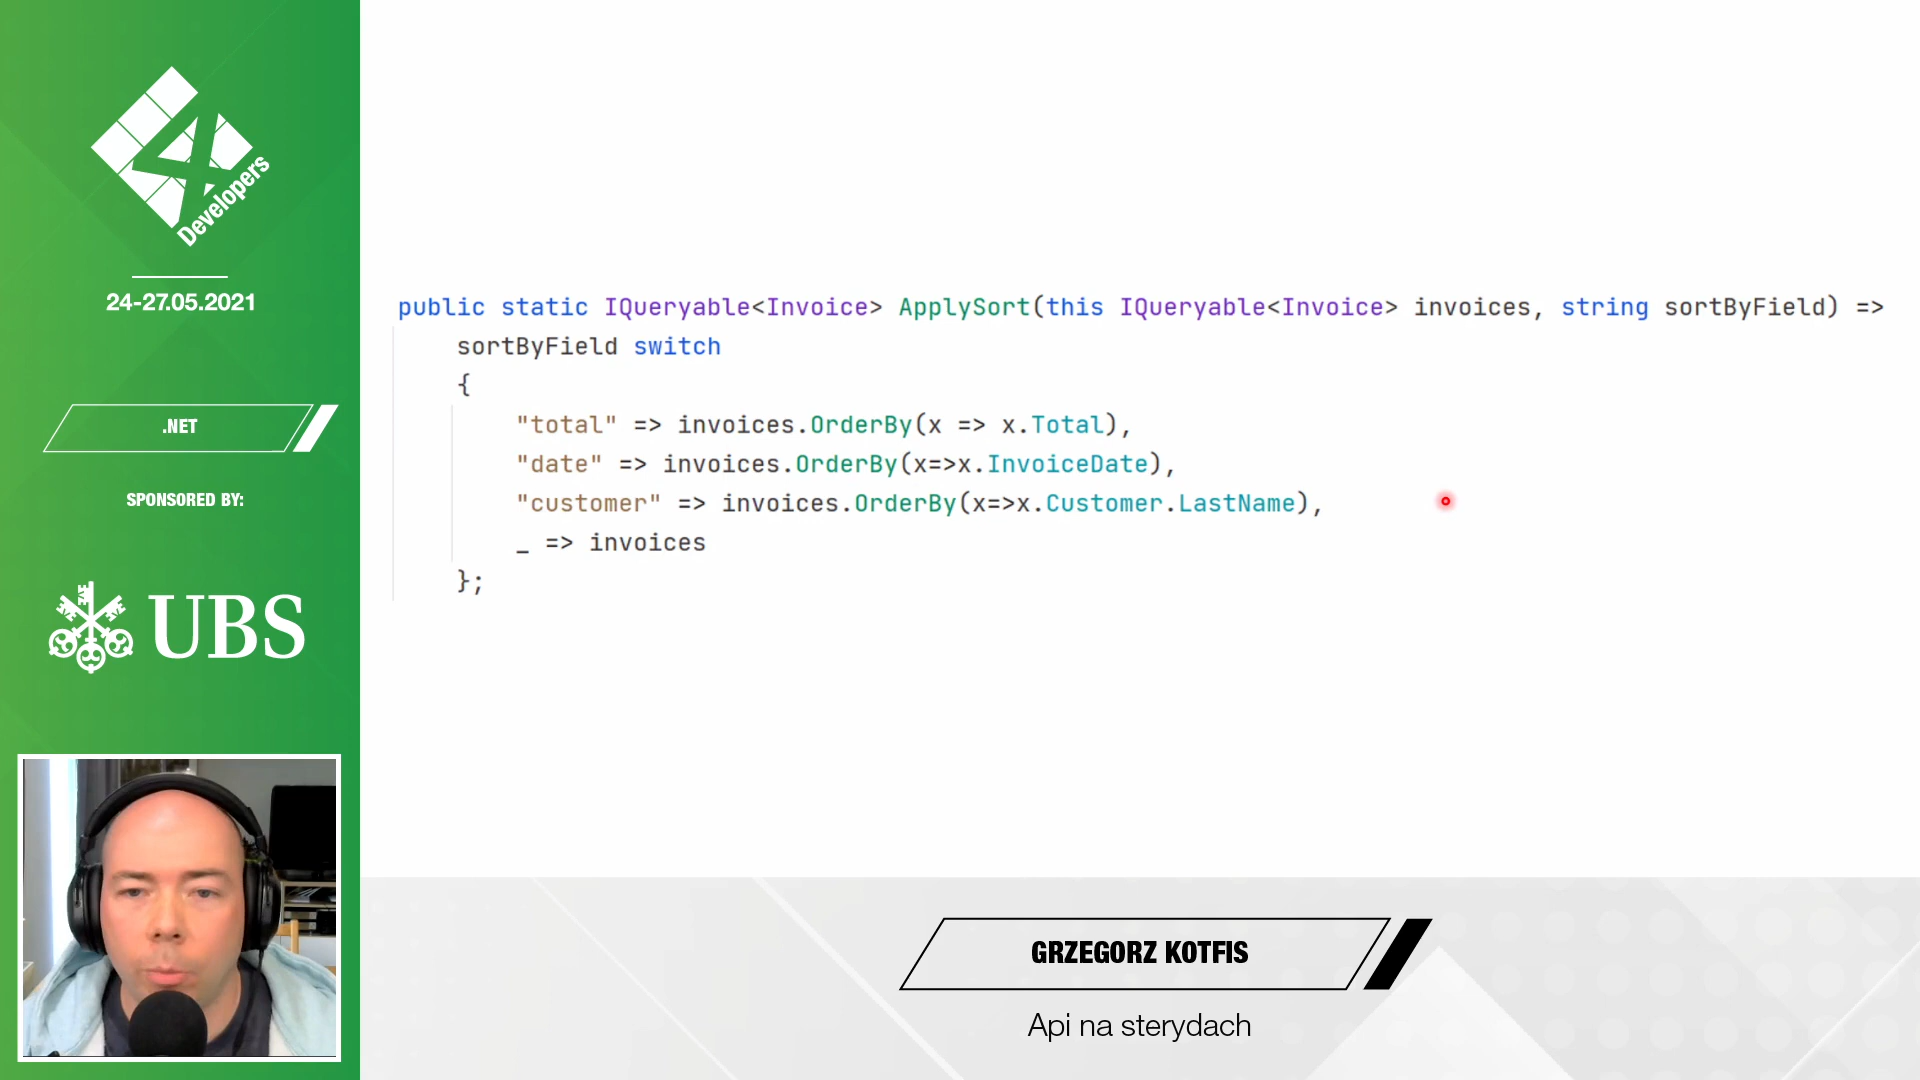 4
Developers
24-27.05.2021
.NET
SPONSORED BY:
UBS
public static IQueryable<Invoice> ApplySort(this IQueryable<Invoice> invoices, string sortByField) =>
sortByField switch
{
"total" => invoices.OrderBy(x => x.Total),
"date" => invoices.OrderBy(x=>x.InvoiceDate),
"customer" => invoices.OrderBy(x=>x.Customer.LastName),
_ => invoices
};
GRZEGORZ KOTFIS
Api na sterydach